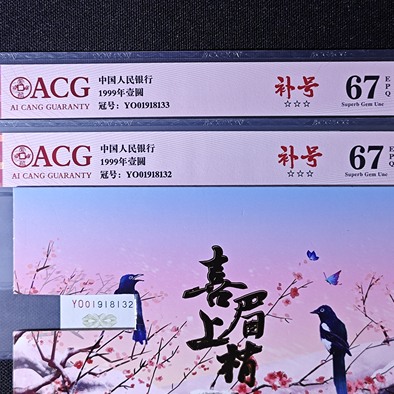 ACG
AI CANG GUARANTY
中国人民银行
1999年壹圆
冠号：YO01918133
补号
☆☆☆
67
EPQ
Superb Gem Unc
ACG
AI CANG GUARANTY
中国人民银行
1999年壹圆
冠号：YO01918132
补号
☆☆☆
67
EPQ
Superb Gem Unc
喜上眉梢
YO01918132